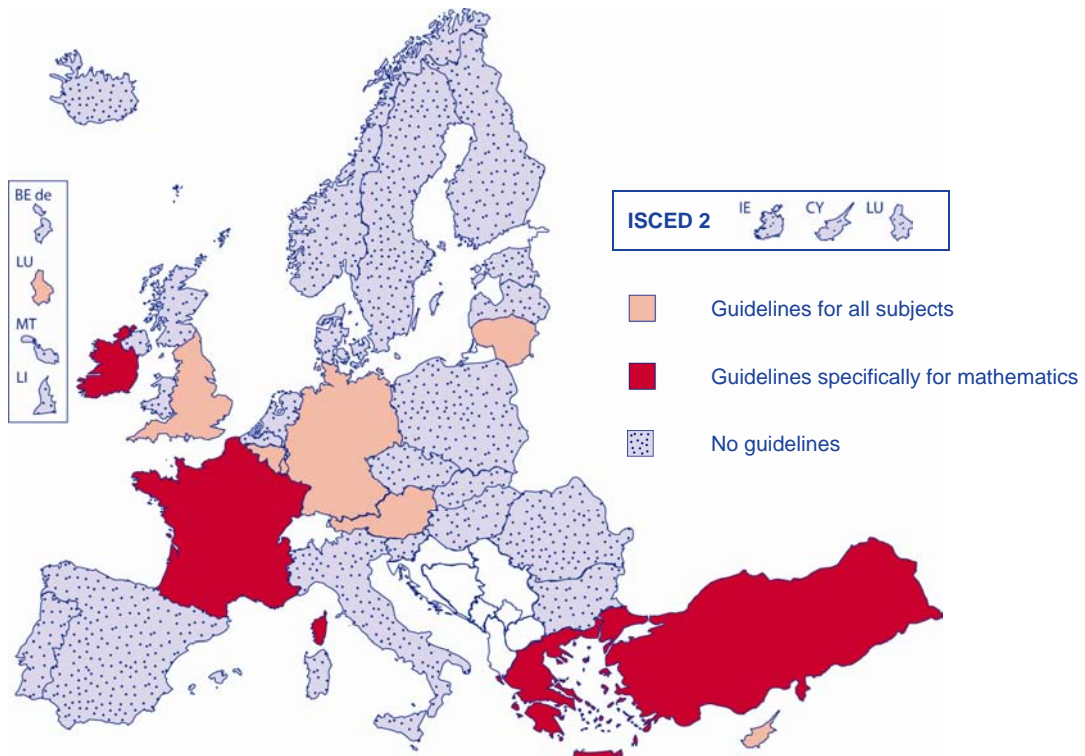 BE de
LU
MT
LI
ISCED 2 IE CY LU
Guidelines for all subjects
Guidelines specifically for mathematics
No guidelines